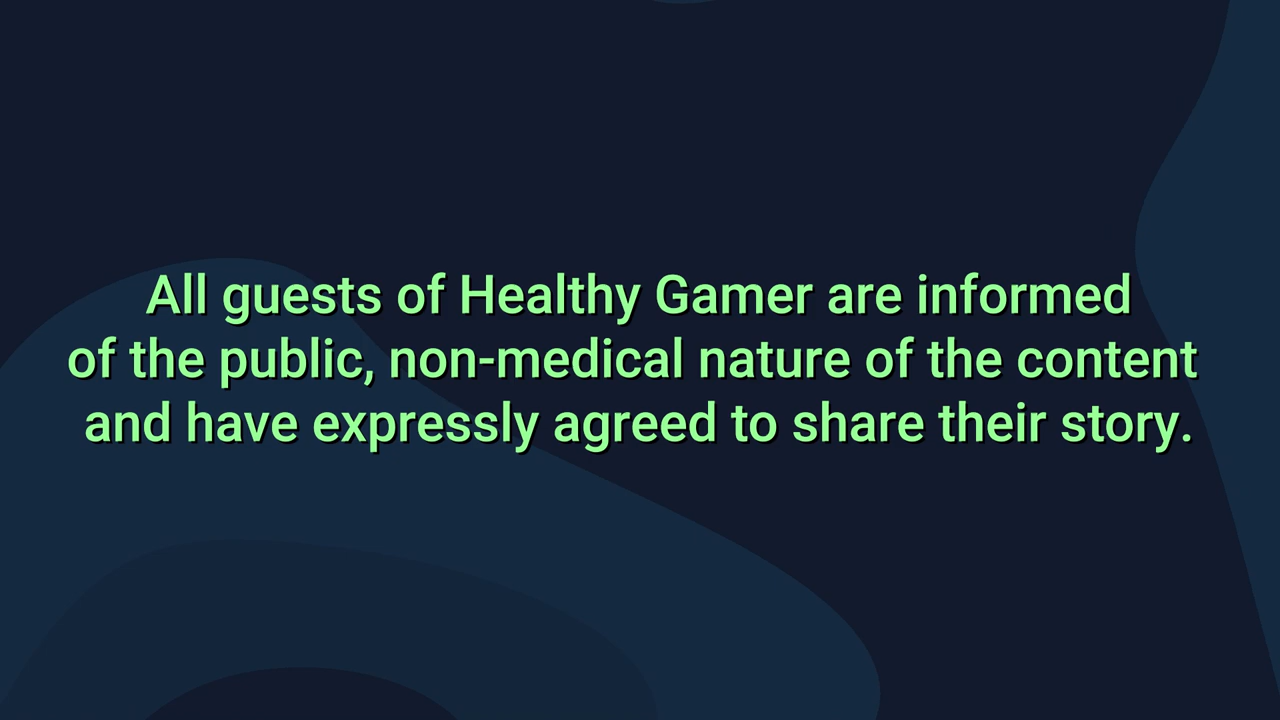 All guests of Healthy Gamer are informed
of the public, non-medical nature of the content
and have expressly agreed to share their story.